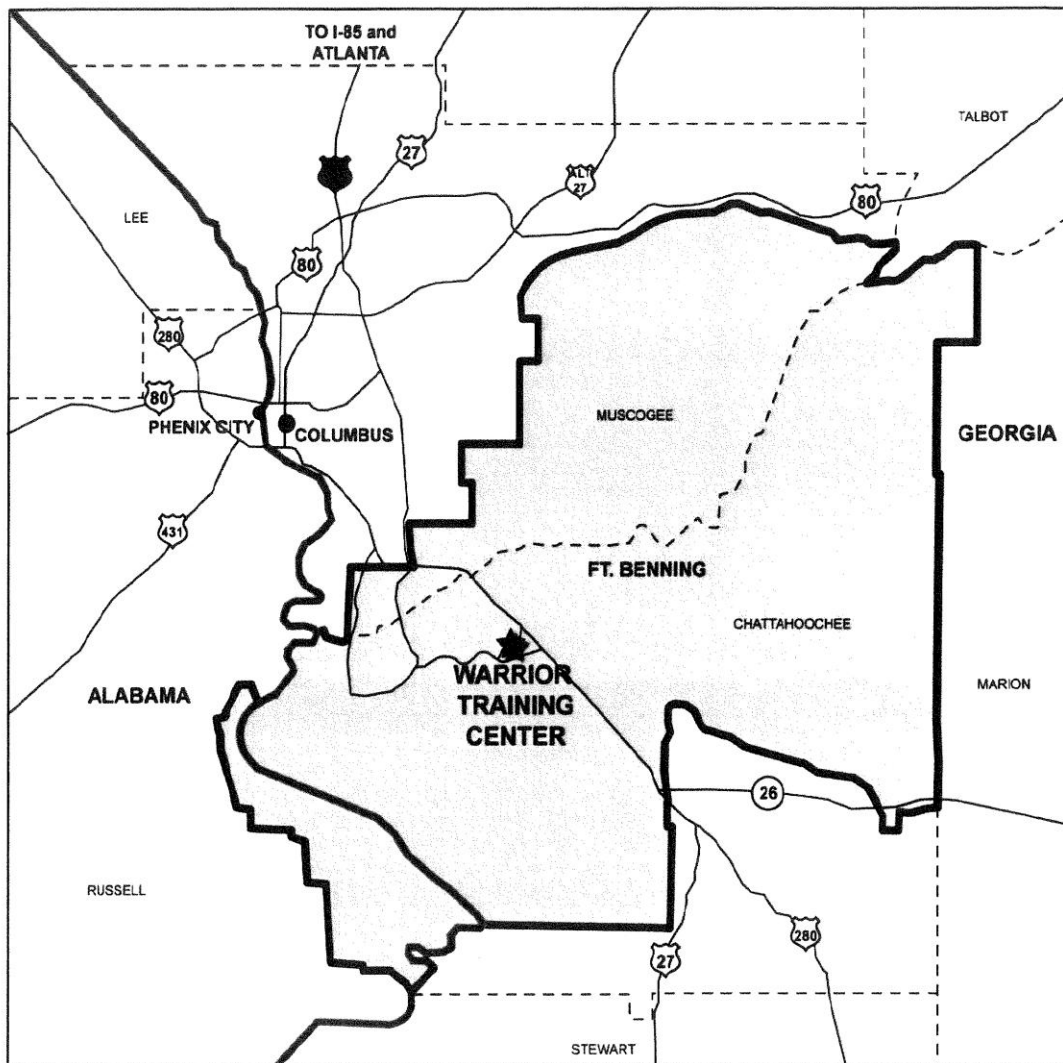 TO I-85 and
ATLANTA
27
ALT
27
TALBOT
80
LEE
80
280
80
PHENIX CITY
COLUMBUS
MUSCOGEE
GEORGIA
431
FT. BENNING
CHATTAHOOCHEE
WARRIOR
TRAINING
CENTER
ALABAMA
MARION
26
RUSSELL
280
27
STEWART